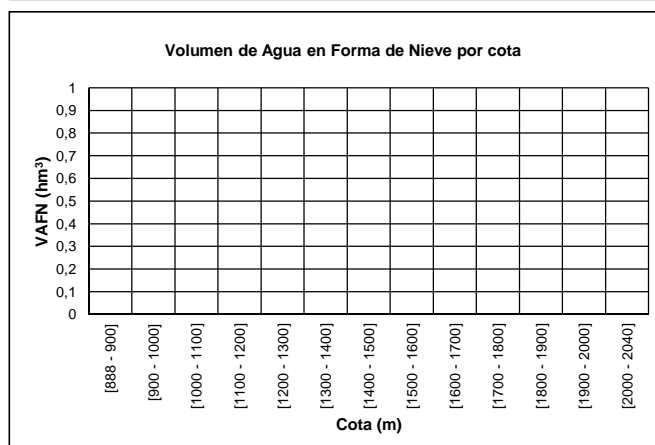 Volumen de Agua en Forma de Nieve por cota
VAFN (hm³)
1
0,9
0,8
0,7
0,6
0,5
0,4
0,3
0,2
0,1
0
[888 - 900]
[900 - 1000]
[1000 - 1100]
[1100 - 1200]
[1200 - 1300]
[1300 - 1400]
[1400 - 1500]
[1500 - 1600]
[1600 - 1700]
[1700 - 1800]
[1800 - 1900]
[1900 - 2000]
[2000 - 2040]
Cota (m)